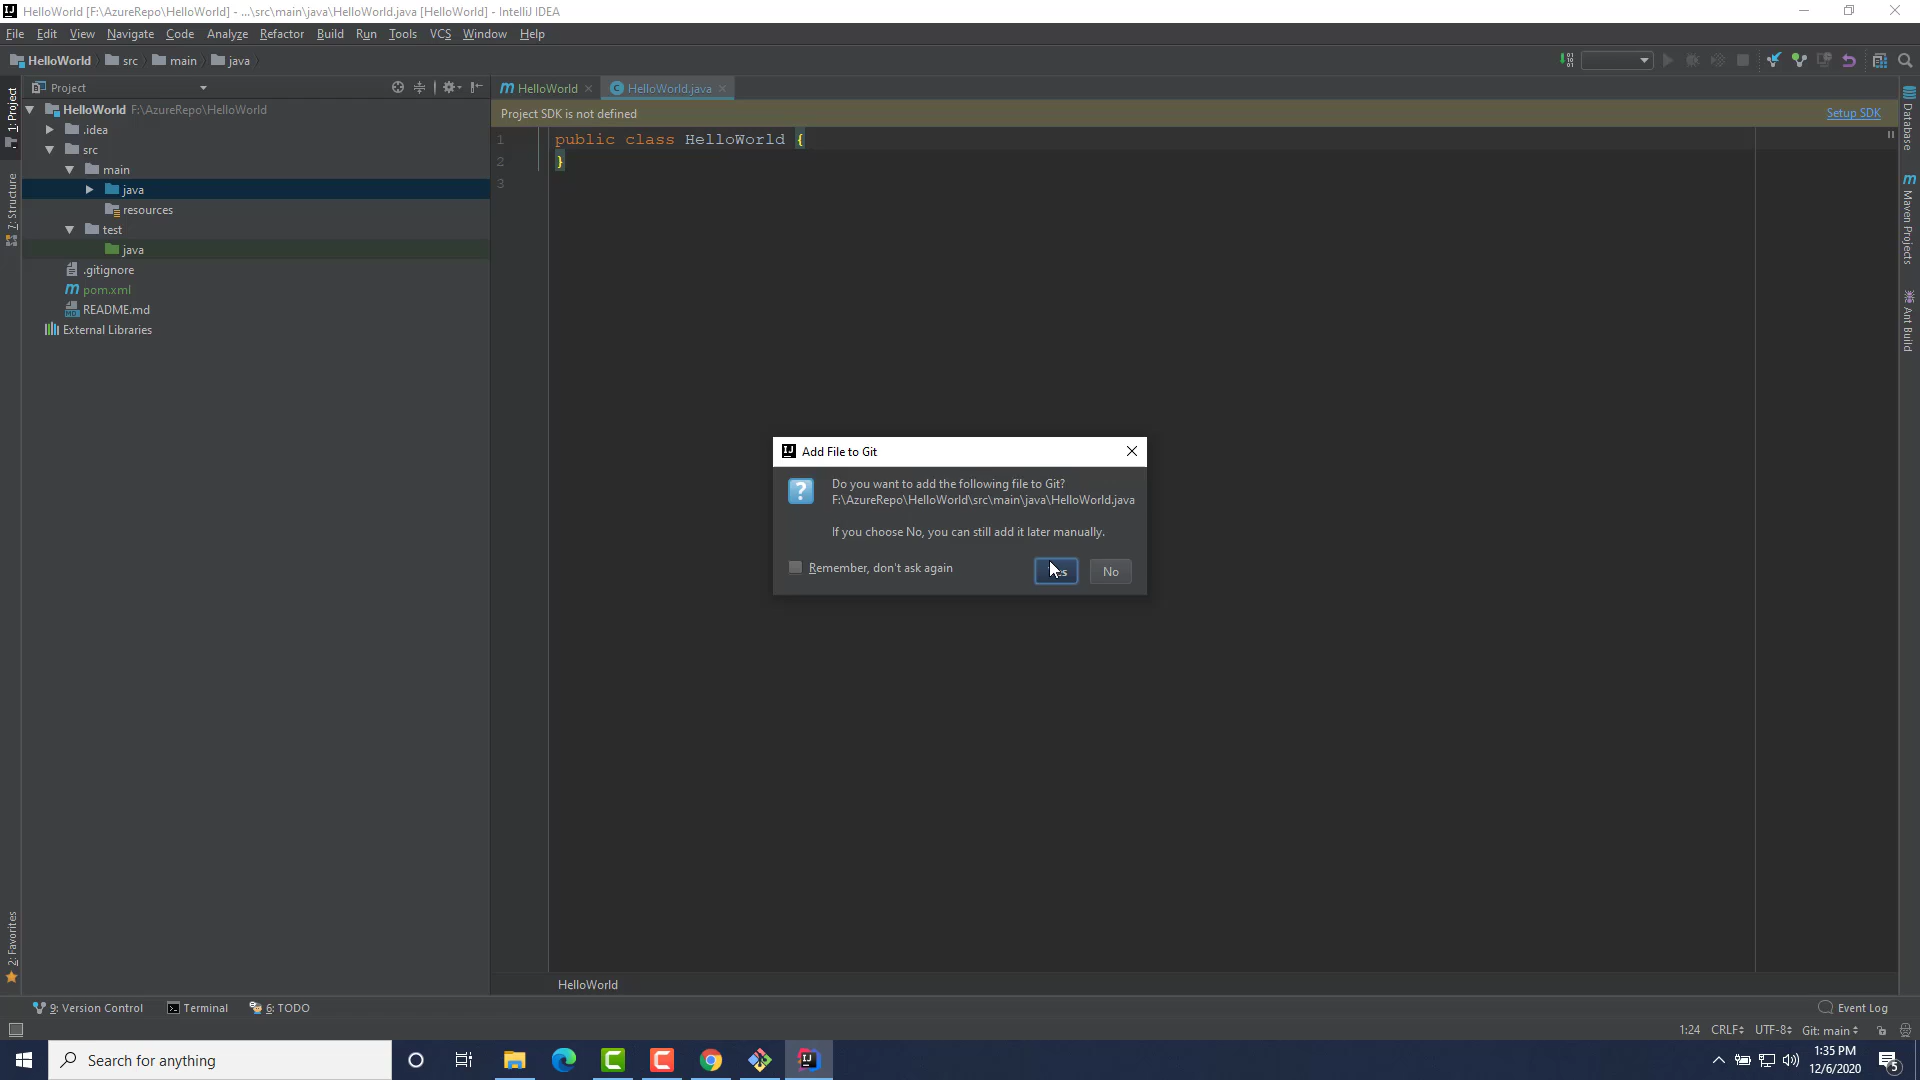 HelloWorld [F:\AzureRepo\HelloWorld] - ...\src\main\java\HelloWorld.java [HelloWorld] - IntelliJ IDEA
File Edit View Navigate Code Analyze Refactor Build Run Tools VCS Window Help
HelloWorld src main java
Project
HelloWorld
HelloWorld.java
1: Project
HelloWorld F:\AzureRepo\HelloWorld
.idea
src
main
java
resources
test
java
.gitignore
pom.xml
README.md
External Libraries
7: Structure
2: Favorites
Project SDK is not defined
Setup SDK
1 public class HelloWorld {
2 }
3
Database
Maven Projects
Ant Build
Add File to Git
Do you want to add the following file to Git?
F:\AzureRepo\HelloWorld\src\main\java\HelloWorld.java
If you choose No, you can still add it later manually.
Remember, don't ask again
No
HelloWorld
9: Version Control Terminal 6: TODO
Event Log
1:24 CRLF UTF-8 Git: main
Search for anything
1:35 PM
12/6/2020
5